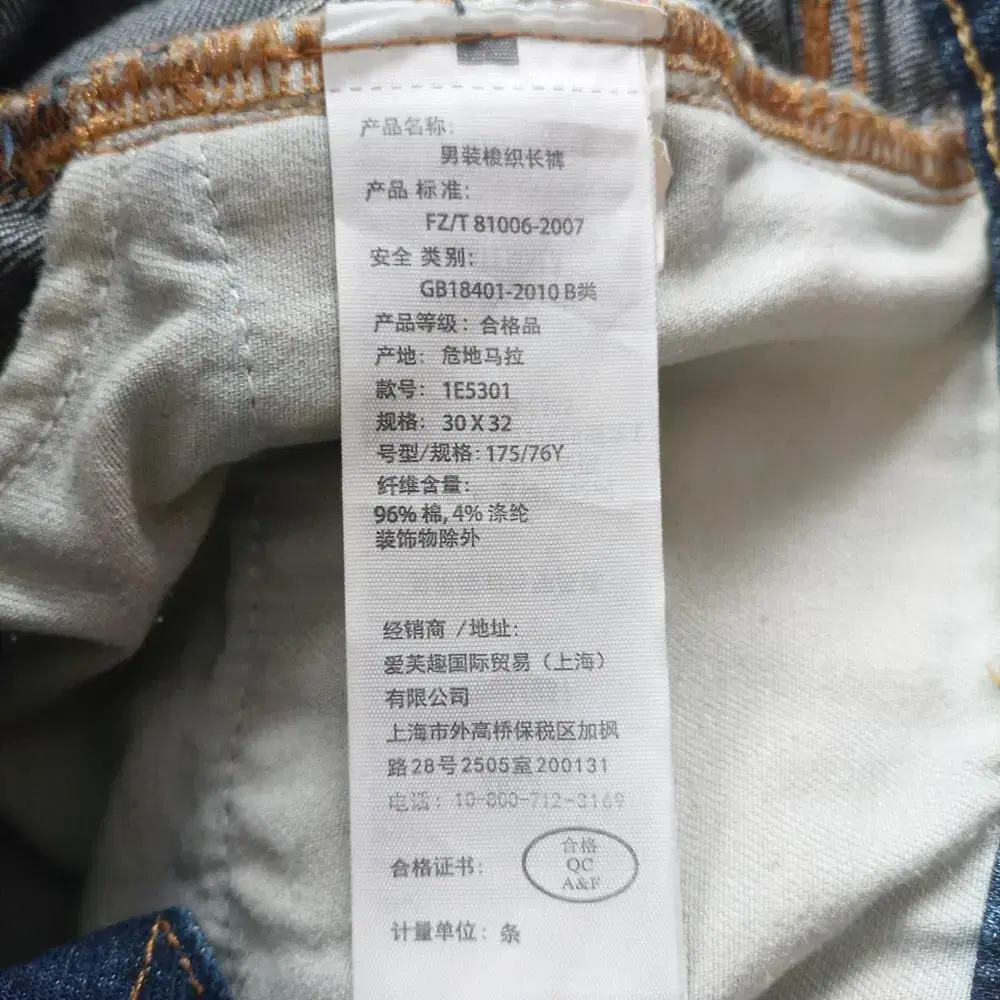 产品名称:
男装梭织长裤
产品 标准:
FZ/T 81006-2007
安全 类别:
GB18401-2010 B类
产品等级: 合格品
产地: 危地马拉
款号: 1E5301
规格: 30 X 32
号型/规格: 175/76Y
纤维含量:
96% 棉, 4% 涤纶
装饰物除外
经销商 /地址:
爱芙趣国际贸易（上海）
有限公司
上海市外高桥保税区加枫
路28号2505室200131
电话: 10-800-712-3169
合格证书:
合格
QC
A&F
计量单位: 条